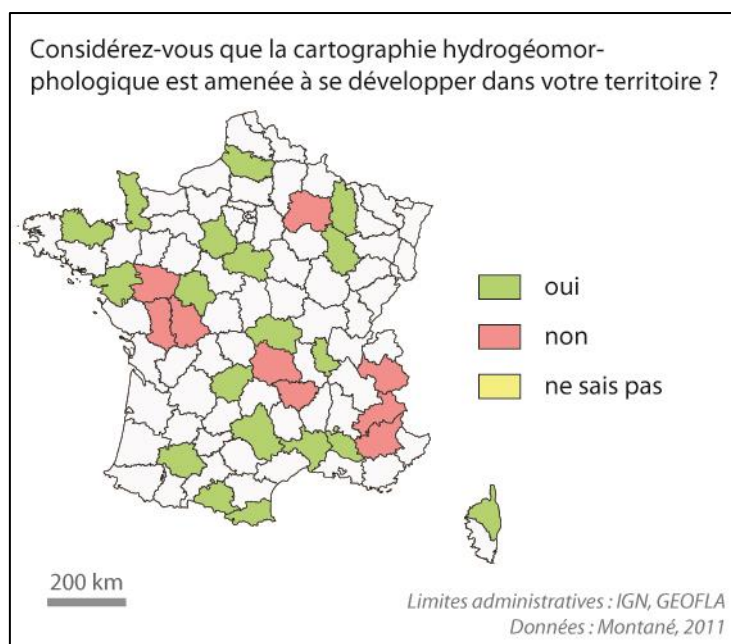 Considérez-vous que la cartographie hydrogéomor-
phologique est amenée à se développer dans votre territoire ?
oui
non
ne sais pas
200 km
Limites administratives : IGN, GEOFLA
Données : Montané, 2011